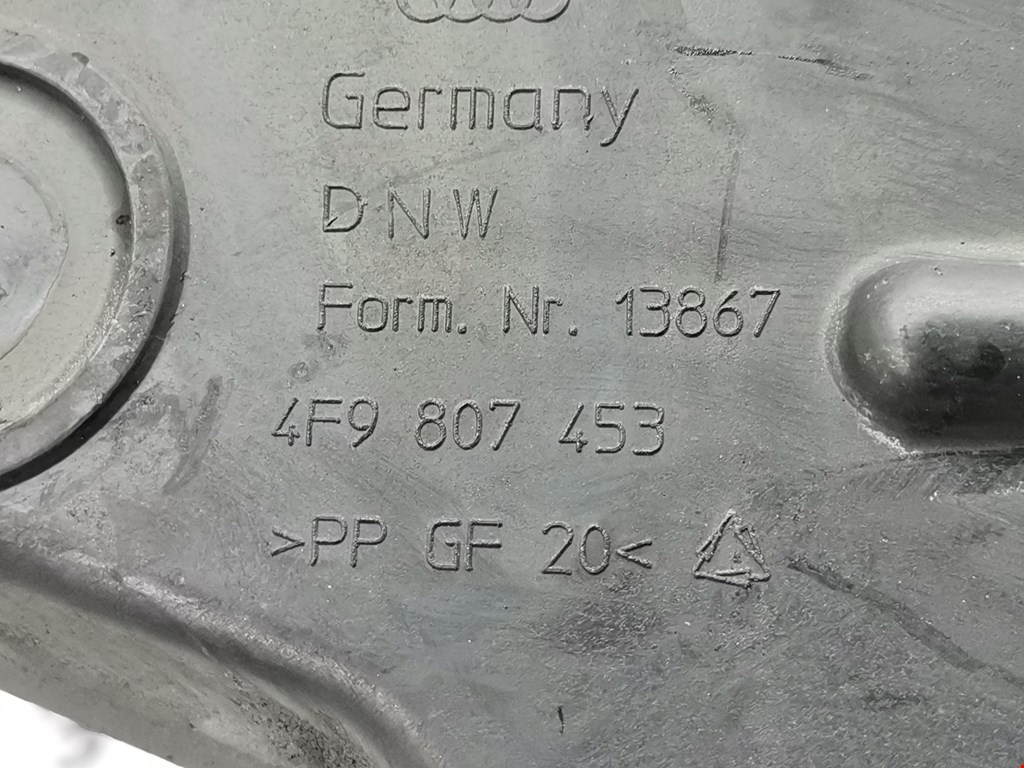 Germany
DNW
Form. Nr. 13867
4F9 807 453
>PP GF 20<